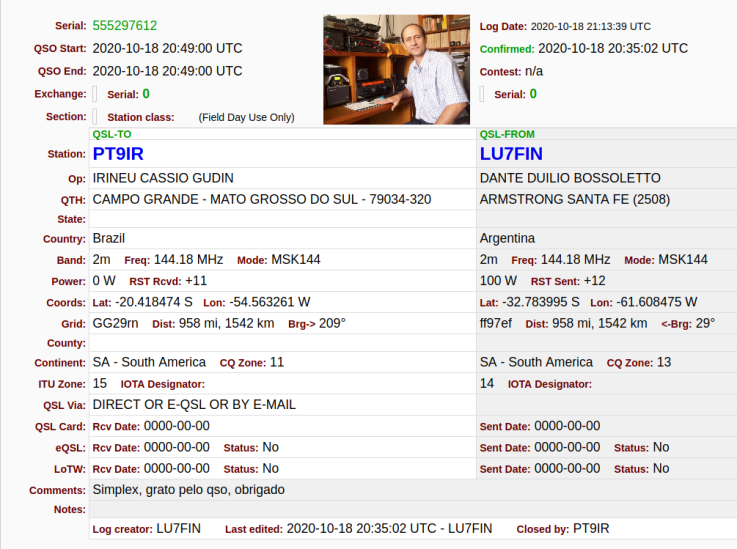 Serial: 555297612
Log Date: 2020-10-18 21:13:39 UTC
QSO Start: 2020-10-18 20:49:00 UTC
Confirmed: 2020-10-18 20:35:02 UTC
QSO End: 2020-10-18 20:49:00 UTC
Contest: n/a
Exchange: Serial: 0
Serial: 0
Section: Station class: (Field Day Use Only)
QSL-TO QSL-FROM
Station: PT9IR LU7FIN
Op: IRINEU CASSIO GUDIN DANTE DUILIO BOSSOLETTO
QTH: CAMPO GRANDE - MATO GROSSO DO SUL - 79034-320 ARMSTRONG SANTA FE (2508)
State:
Country: Brazil Argentina
Band: 2m Freq: 144.18 MHz Mode: MSK144 2m Freq: 144.18 MHz Mode: MSK144
Power: 0 W RST Rcvd: +11 100 W RST Sent: +12
Coords: Lat: -20.418474 S Lon: -54.563261 W Lat: -32.783995 S Lon: -61.608475 W
Grid: GG29rn Dist: 958 mi, 1542 km Brg-> 209° ff97ef Dist: 958 mi, 1542 km <-Brg: 29°
County:
Continent: SA - South America CQ Zone: 11 SA - South America CQ Zone: 13
ITU Zone: 15 IOTA Designator: 14 IOTA Designator:
QSL Via: DIRECT OR E-QSL OR BY E-MAIL
QSL Card: Rcv Date: 0000-00-00 Sent Date: 0000-00-00
eQSL: Rcv Date: 0000-00-00 Status: No Sent Date: 0000-00-00 Status: No
LoTW: Rcv Date: 0000-00-00 Status: No Sent Date: 0000-00-00 Status: No
Comments: Simplex, grato pelo qso, obrigado
Notes:
Log creator: LU7FIN Last edited: 2020-10-18 20:35:02 UTC - LU7FIN Closed by: PT9IR